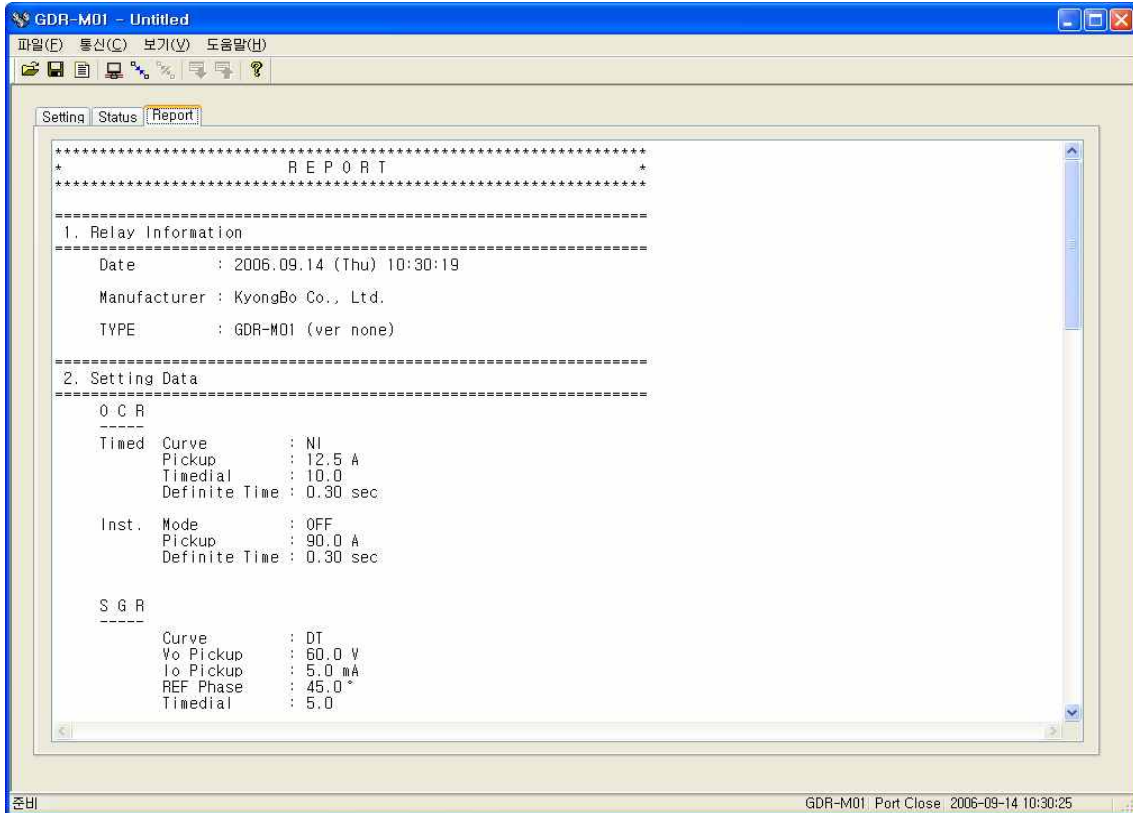 GDR-M01 - Untitled
파일(F) 통신(C) 보기(V) 도움말(H)
Setting Status Report
******************************************************************
* R E P O R T *
******************************************************************
==================================================================
1. Relay Information
==================================================================
Date : 2006.09.14 (Thu) 10:30:19
Manufacturer : KyongBo Co., Ltd.
TYPE : GDR-M01 (ver none)
==================================================================
2. Setting Data
==================================================================
O C R
-----
Timed Curve : NI
Pickup : 12.5 A
Timedial : 10.0
Definite Time : 0.30 sec
Inst. Mode : OFF
Pickup : 90.0 A
Definite Time : 0.30 sec
S G R
-----
Curve : DT
Vo Pickup : 60.0 V
Io Pickup : 5.0 mA
REF Phase : 45.0°
Timedial : 5.0
준비 GDR-M01 Port Close 2006-09-14 10:30:25